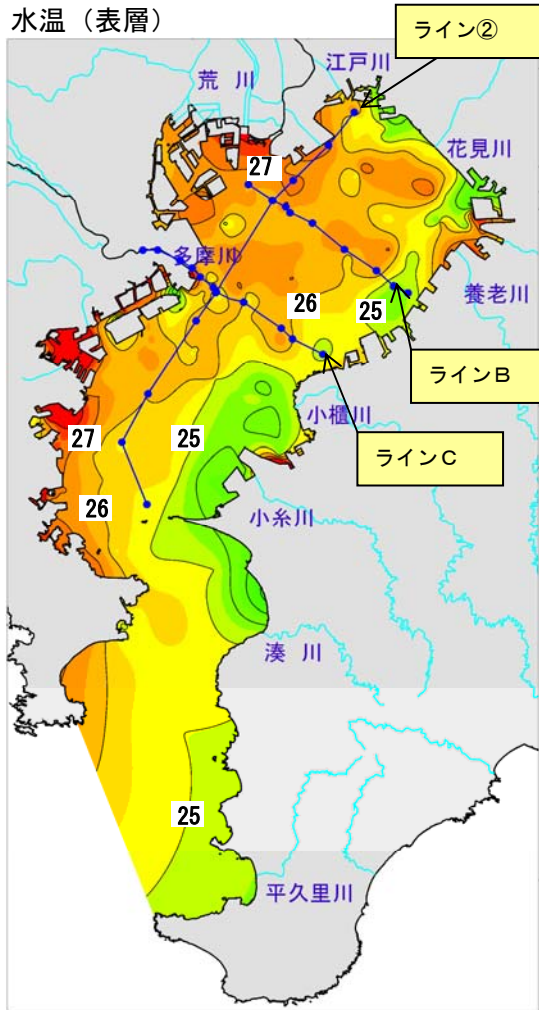 水温（表層）
ライン②
江戸川
荒 川
花見川
27
多摩川
養老川
26
25
ラインB
小櫃川
27
25
ラインC
26
小糸川
湊 川
25
平久里川